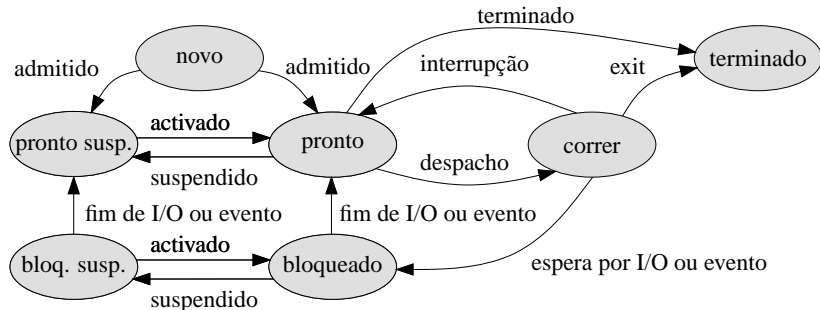 terminado
novo
admitido
admitido
interrupção
exit
terminado
pronto susp.
activado
pronto
correr
suspendido
despacho
fim de I/O ou evento
fim de I/O ou evento
bloq. susp.
activado
bloqueado
espera por I/O ou evento
suspendido